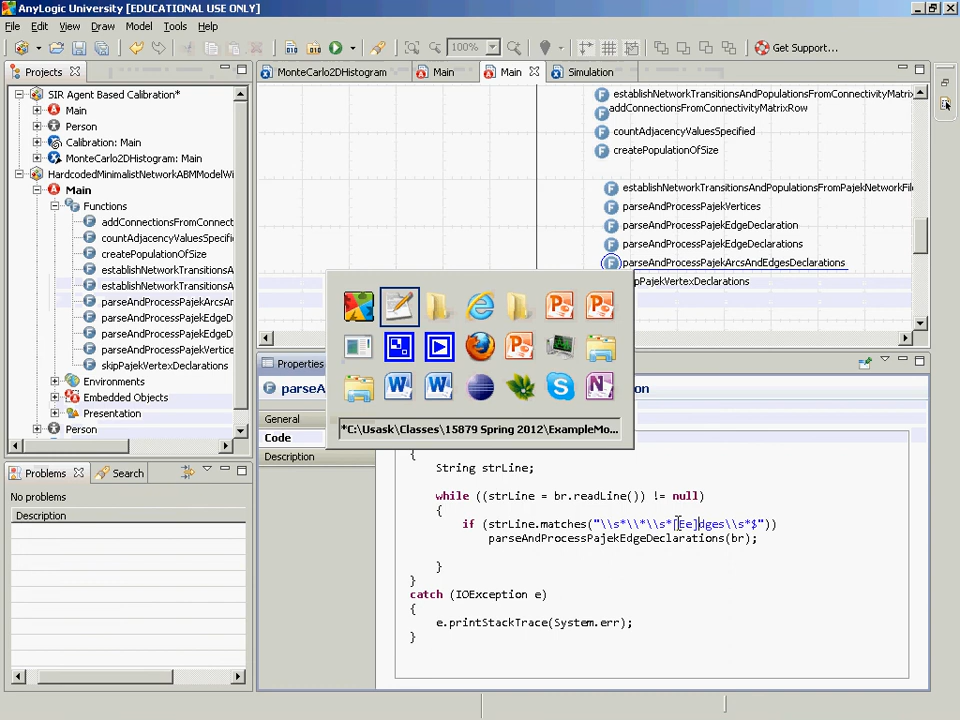 AnyLogic University [EDUCATIONAL USE ONLY]
File Edit View Draw Model Tools Help
100% Get Support...
Projects
MonteCarlo2DHistogram Main Main Simulation
SIR Agent Based Calibration*
Main
Person
Calibration: Main
MonteCarlo2DHistogram: Main
HardcodedMinimalistNetworkABMModelWi
Main
Functions
addConnectionsFromConnect
countAdjacencyValuesSpecifi
createPopulationOfSize
establishNetworkTransitionsA
establishNetworkTransitionsA
parseAndProcessPajekArcsAr
parseAndProcessPajekEdgeD
parseAndProcessPajekEdgeD
parseAndProcessPajekVertice
skipPajekVertexDeclarations
Environments
Embedded Objects
Presentation
Person
establishNetworkTransitionsAndPopulationsFromConnectivityMatrix
addConnectionsFromConnectivityMatrixRow
countAdjacencyValuesSpecified
createPopulationOfSize
establishNetworkTransitionsAndPopulationsFromPajekNetworkFil
parseAndProcessPajekVertices
parseAndProcessPajekEdgeDeclaration
parseAndProcessPajekEdgeDeclarations
parseAndProcessPajekArcsAndEdgesDeclarations
pPajekVertexDeclarations
*C:\Usask\Classes\15879 Spring 2012\ExampleMo...
Problems Search
No problems
Description
Properties
parseA
on
General
Code
Description
{
String strLine;
while ((strLine = br.readLine()) != null)
{
if (strLine.matches("\\s*\\*\\s*[Ee]dges\\s*$"))
parseAndProcessPajekEdgeDeclarations(br);
}
}
catch (IOException e)
{
e.printStackTrace(System.err);
}